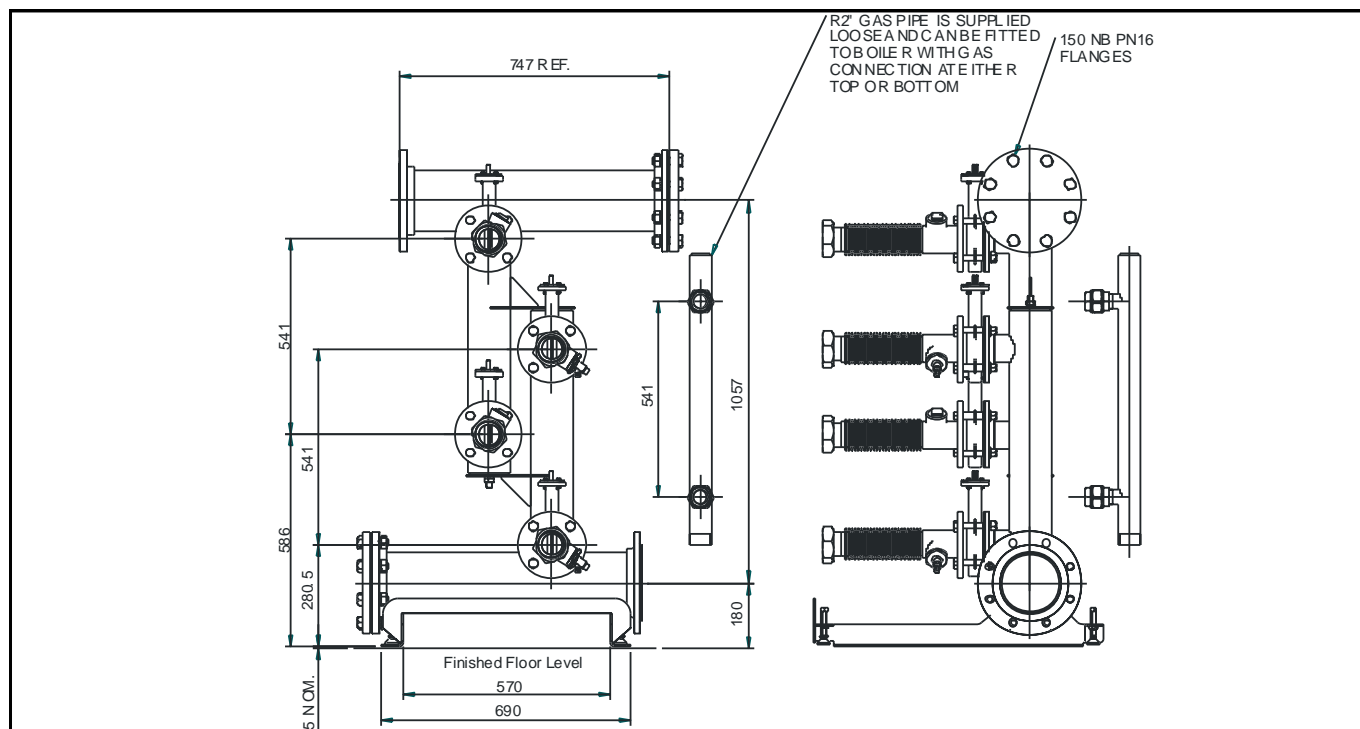 R2" GAS PIPE IS SUPPLIED
LOOSE AND CAN BE FITTED
TO BOILER WITH GAS
CONNECTION AT EITHER
TOP OR BOTTOM
150 NB PN16
FLANGES
747 REF.
541
541
541
1057
586
280.5
180
Finished Floor Level
570
690
5 NOM.